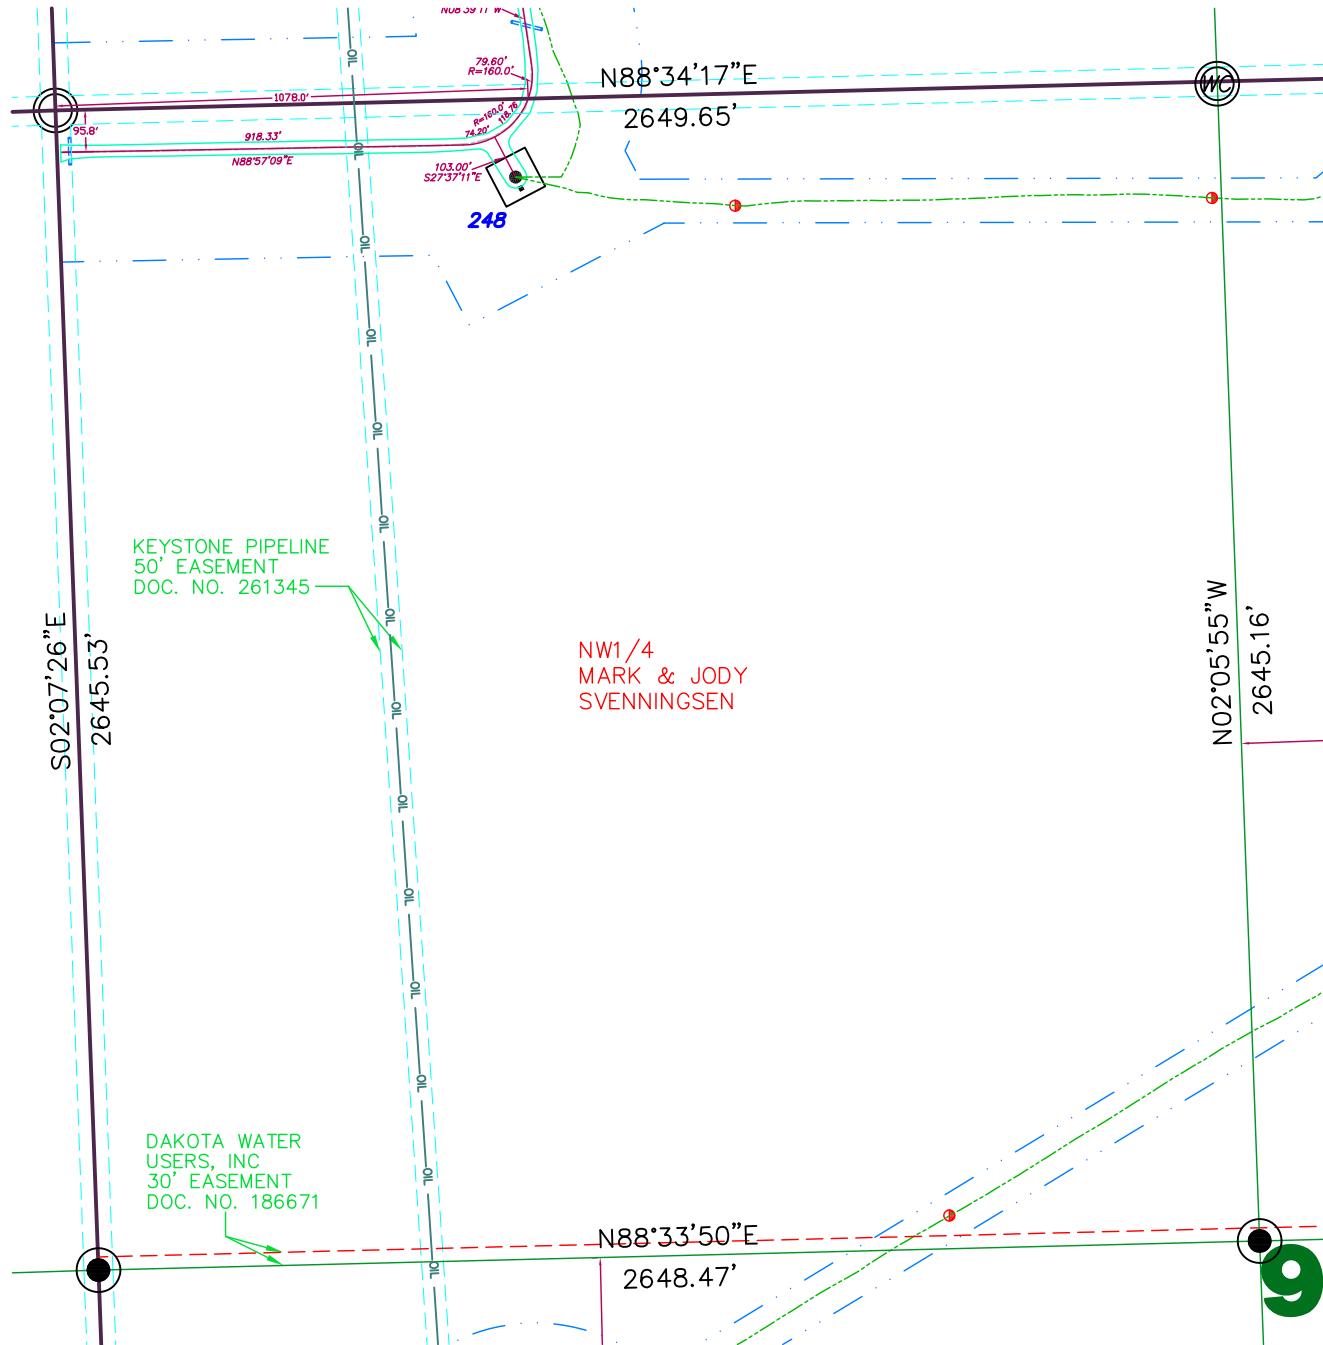 N08°39'11"W
79.60'
R=160.0'
N88°34'17"E
WC
1078.0'
2649.65'
R=160.0'
118.76
95.8'
918.33'
74.20'
N88°57'09"E
103.00'
S27°37'11"E
248
OIL
OIL
OIL
OIL
OIL
OIL
KEYSTONE PIPELINE
50' EASEMENT
DOC. NO. 261345
OIL
NW1/4
MARK & JODY
SVENNINGSEN
S02°07'26"E
2645.53'
N02°05'55"W
2645.16'
OIL
OIL
OIL
OIL
OIL
DAKOTA WATER
USERS, INC
30' EASEMENT
DOC. NO. 186671
OIL
N88°33'50"E
2648.47'
OIL
9